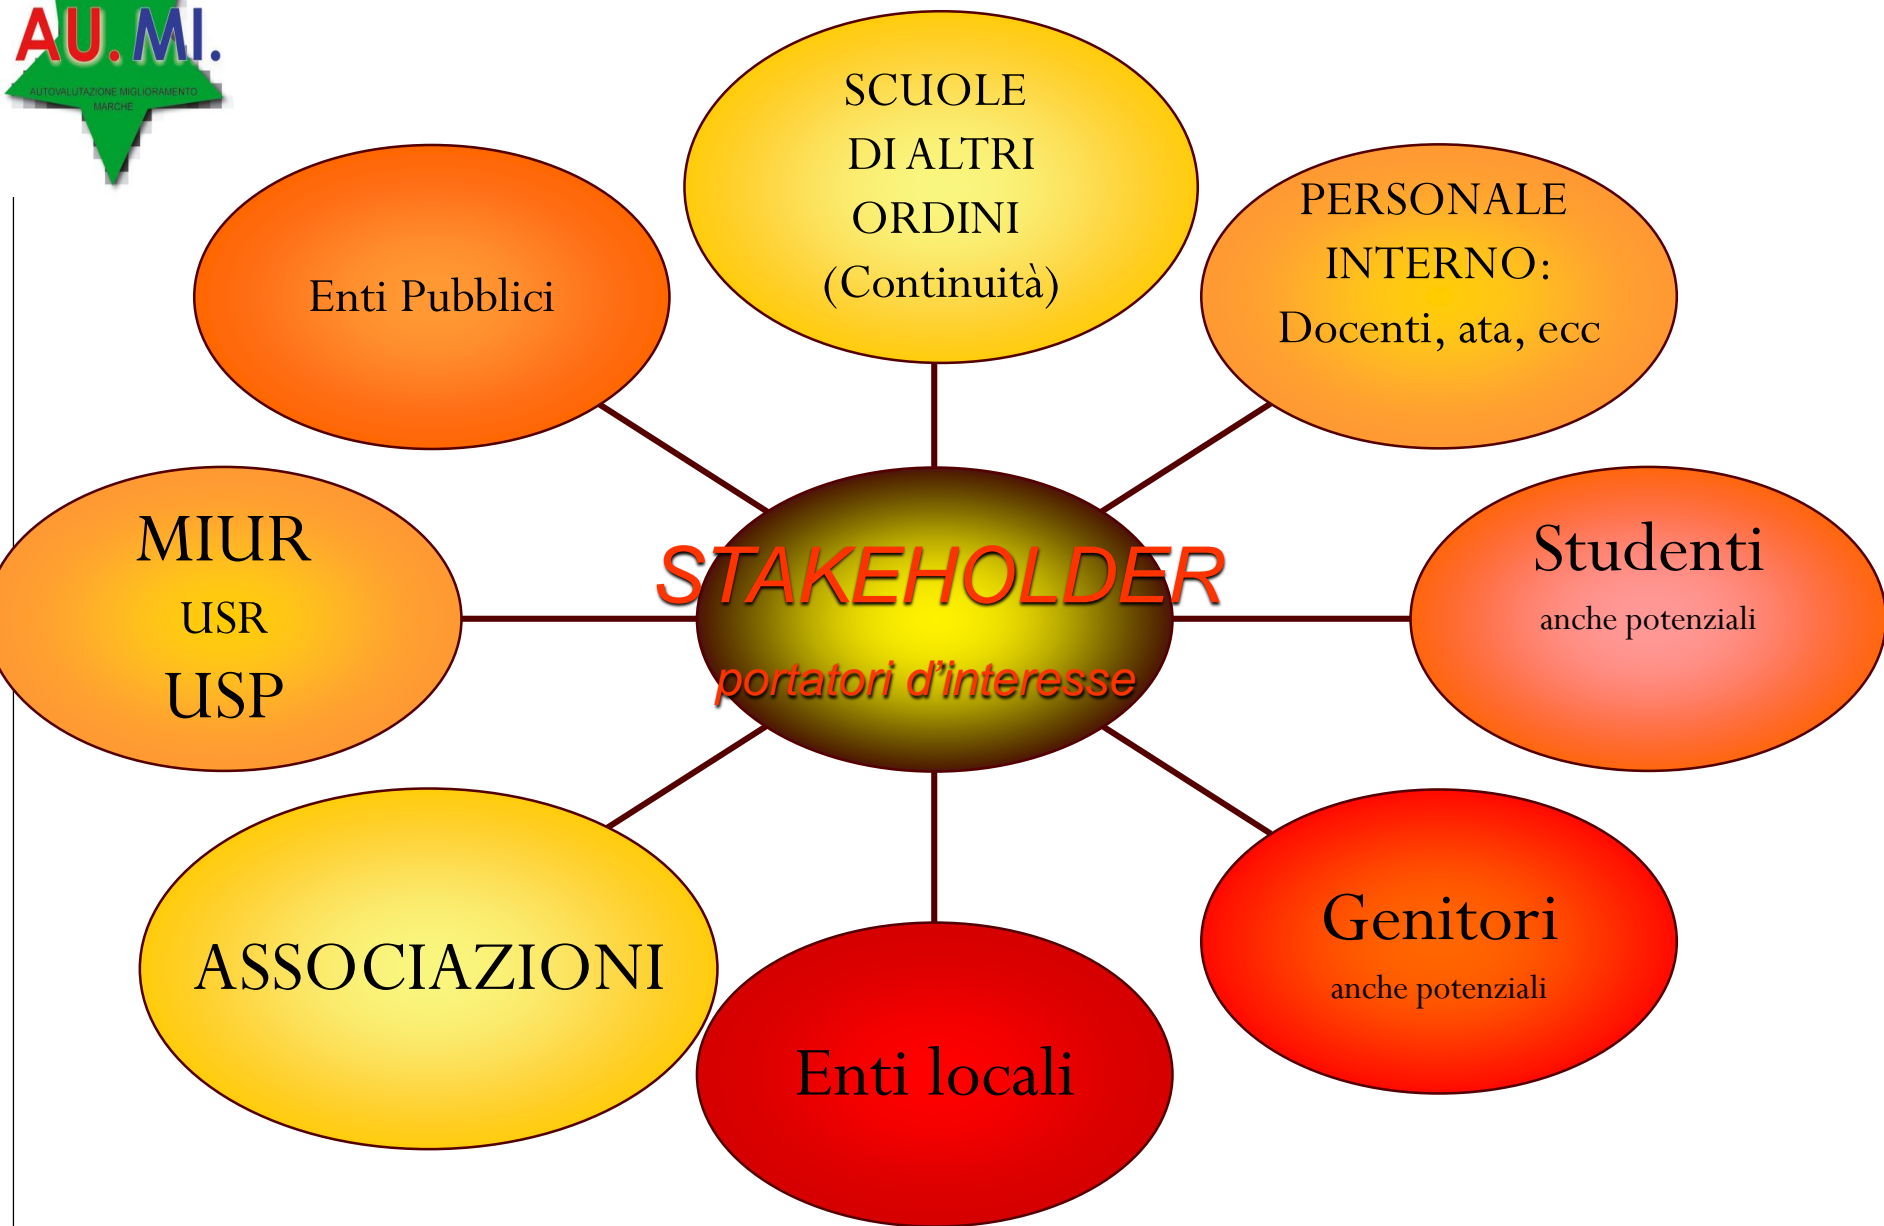 AU.MI.
AUTOVALUTAZIONE MIGLIORAMENTO
MARCHE
SCUOLE
DI ALTRI
ORDINI
(Continuità)
PERSONALE
INTERNO:
Docenti, ata, ecc
Enti Pubblici
Studenti
anche potenziali
MIUR
USR
USP
STAKEHOLDER
portatori d’interesse
Genitori
anche potenziali
ASSOCIAZIONI
Enti locali